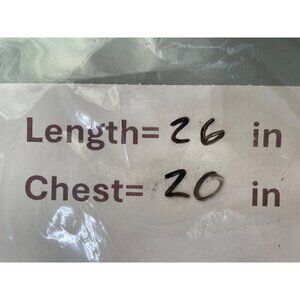 Length= 26 in
Chest= 20 in